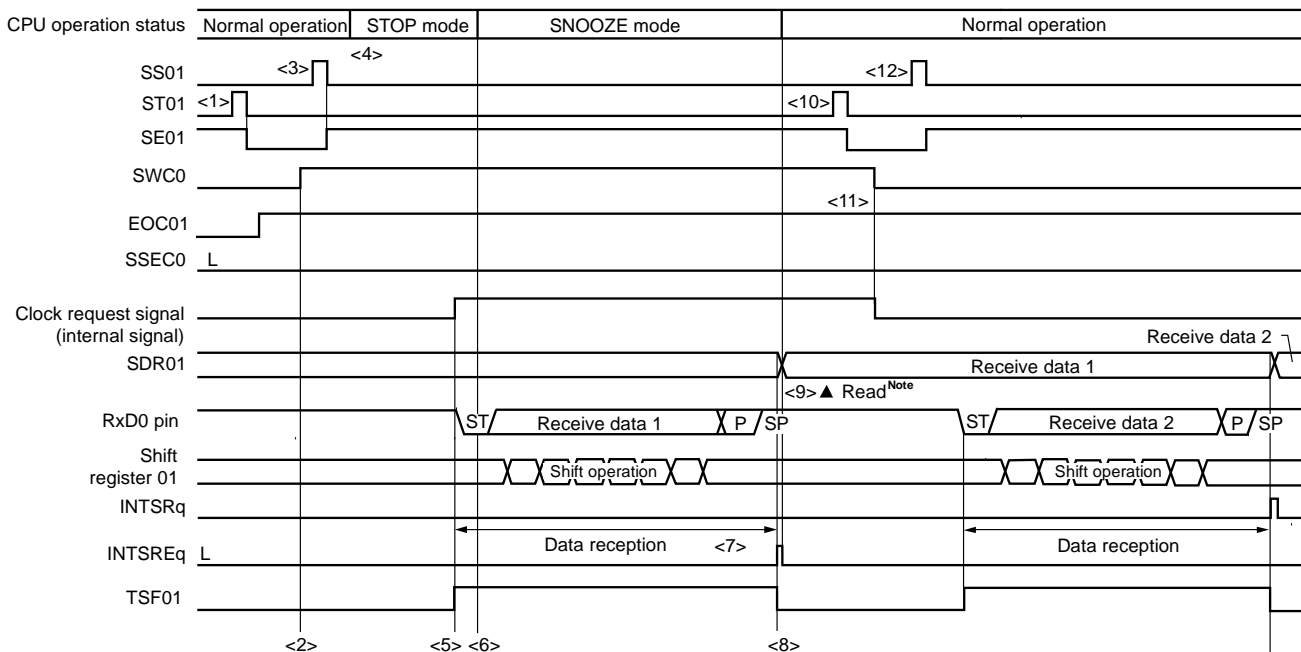 CPU operation status Normal operation STOP mode SNOOZE mode Normal operation
<3> <4> <12>
SS01
<1> <10>
ST01
SE01
SWC0
<11>
EOC01
SSEC0 L
Clock request signal
(internal signal)
Receive data 2
SDR01 Receive data 1
<9>▲ Read Note
RxD0 pin ST Receive data 1 P SP ST Receive data 2 P SP
Shift
register 01 Shift operation Shift operation
INTSRq
Data reception <7> Data reception
INTSREq L
TSF01
<2> <5> <6> <8>